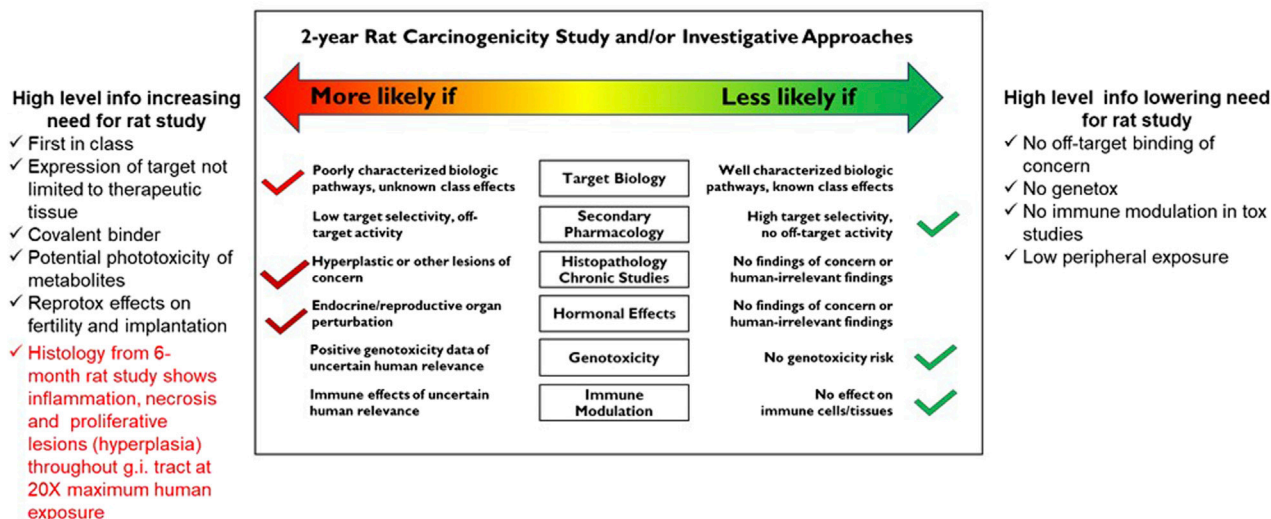 High level info increasing
need for rat study
✓ First in class
✓ Expression of target not
limited to therapeutic
tissue
✓ Covalent binder
✓ Potential phototoxicity of
metabolites
✓ Reprotox effects on
fertility and implantation
✓ Histology from 6-
month rat study shows
inflammation, necrosis
and proliferative
lesions (hyperplasia)
throughout g.i. tract at
20X maximum human
exposure
2-year Rat Carcinogenicity Study and/or Investigative Approaches
More likely if
Less likely if
Poorly characterized biologic
pathways, unknown class effects
Target Biology
Well characterized biologic
pathways, known class effects
Low target selectivity, off-
target activity
Secondary
Pharmacology
High target selectivity,
no off-target activity
Hyperplastic or other lesions of
concern
Histopathology
Chronic Studies
No findings of concern or
human-irrelevant findings
Endocrine/reproductive organ
perturbation
Hormonal Effects
No findings of concern or
human-irrelevant findings
Positive genotoxicity data of
uncertain human relevance
Genotoxicity
No genotoxicity risk
Immune effects of uncertain
human relevance
Immune
Modulation
No effect on
immune cells/tissues
High level info lowering need
for rat study
✓ No off-target binding of
concern
✓ No genetox
✓ No immune modulation in tox
studies
✓ Low peripheral exposure